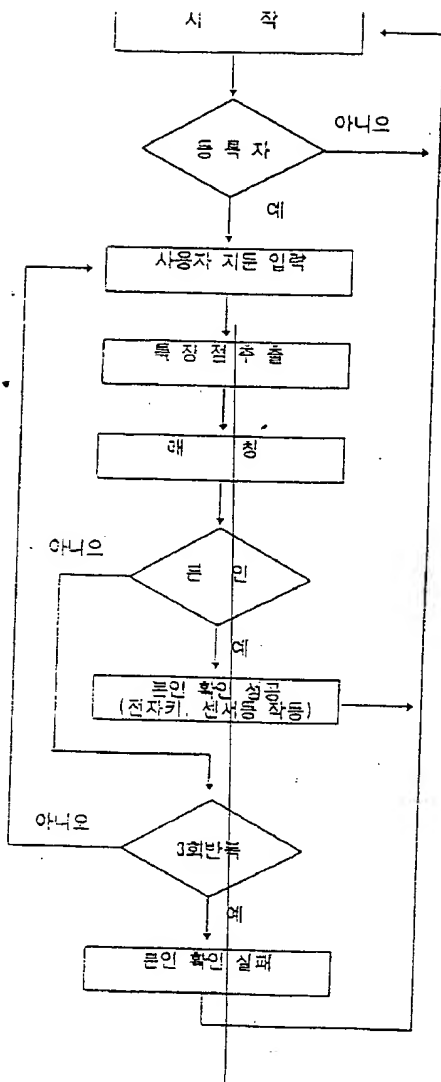 시 작
아니오
등 록 자
예
사용자 지문 입력
특 징 점 추 출
매 칭
아니오
본 인
예
본인 확인 성공
(전자키, 센서등 작동)
아니오
3회반복
예
본인 확인 실패